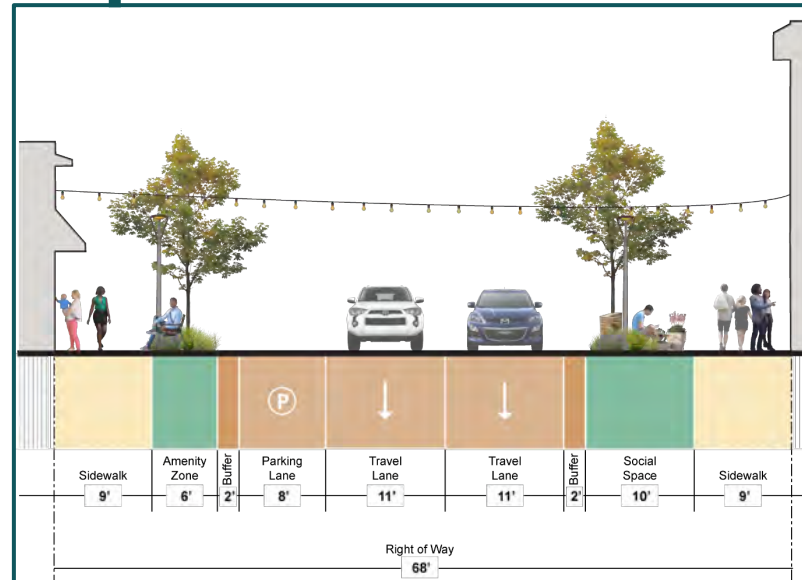 P
Sidewalk
9'
Amenity
Zone
6'
Buffer
2'
Parking
Lane
8'
Travel
Lane
11'
Travel
Lane
11'
Buffer
2'
Social
Space
10'
Sidewalk
9'
Right of Way
68'